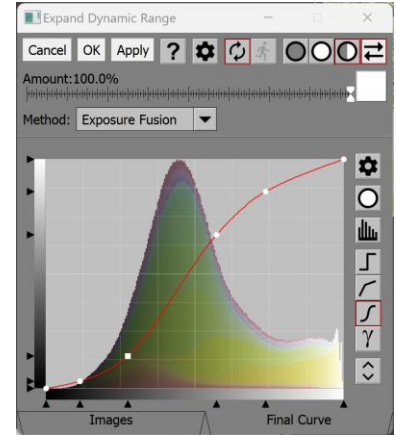 Expand Dynamic Range
Cancel OK Apply ?
Amount:100.0%
Method: Exposure Fusion
γ
Images Final Curve